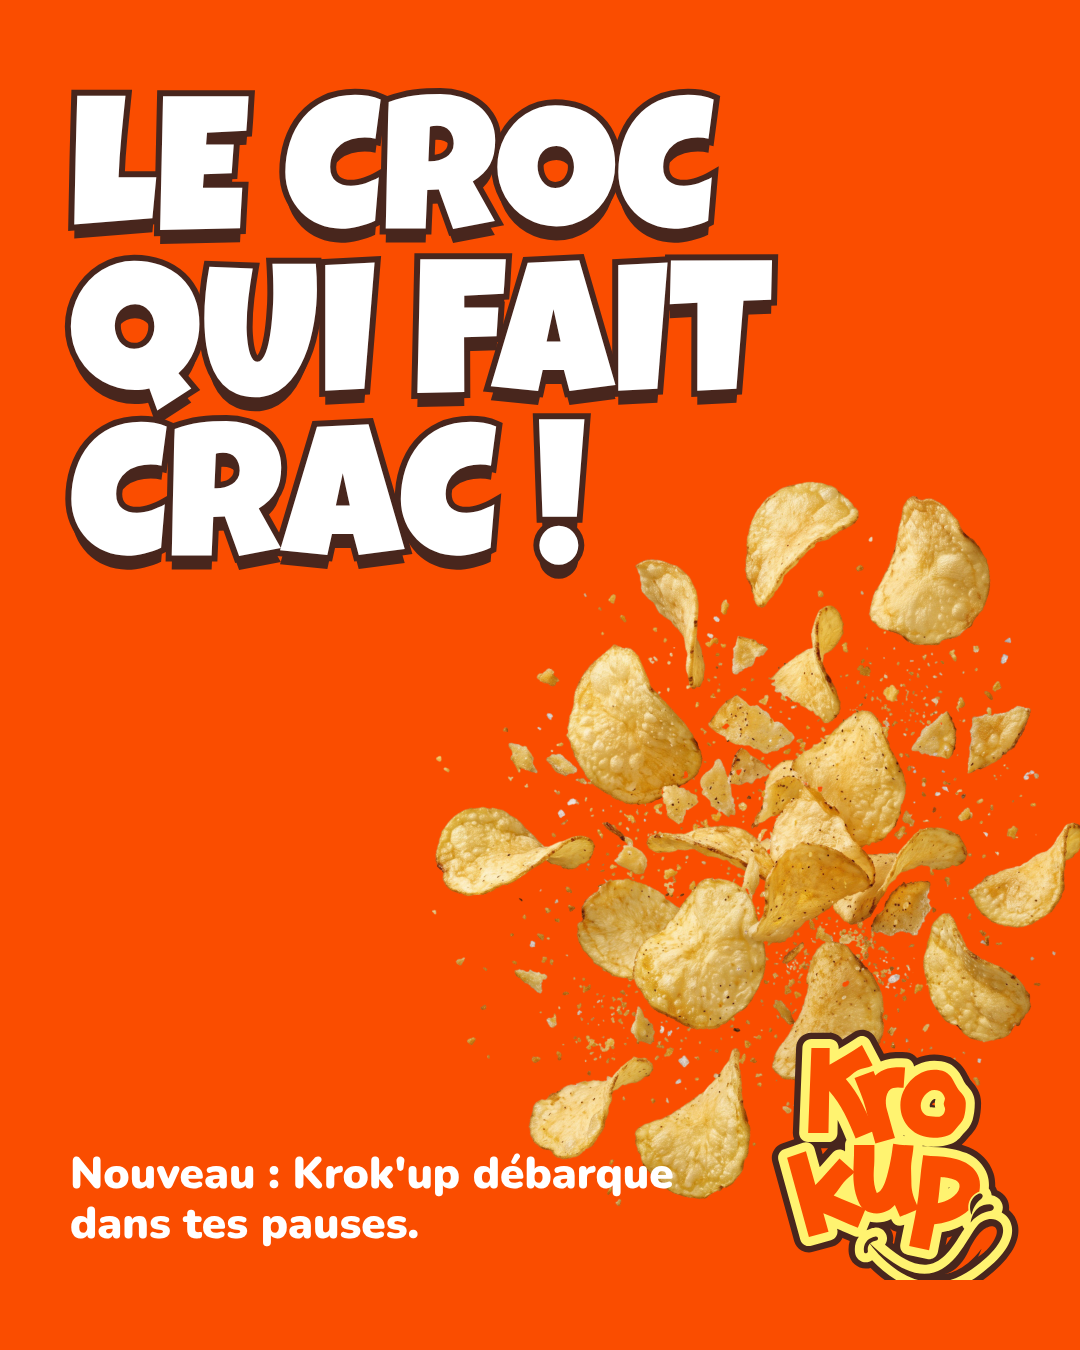 LE CROC
QUI FAIT
CRAC !
Nouveau : Krok'up débarque
dans tes pauses.
Kro
Kup